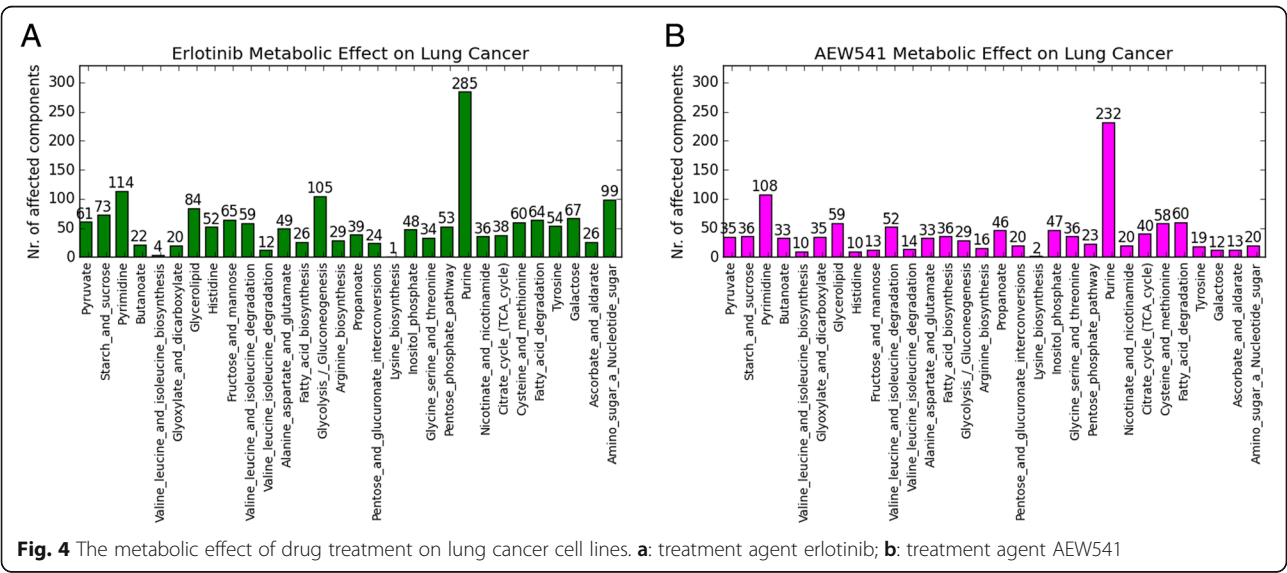 A
Erlotinib Metabolic Effect on Lung Cancer
Nr. of affected components
300
250
200
150
100
50
0
61
73
114
22
4
20
84
52
65
59
12
49
26
105
29
39
24
1
48
34
53
285
36
38
60
64
54
67
26
99
Pyruvate
Starch_and_sucrose
Pyrimidine
Butanoate
Valine_leucine_and_isoleucine_biosynthesis
Glyoxylate_and_dicarboxylate
Glycerolipid
Histidine
Fructose_and_mannose
Valine_leucine_and_isoleucine_degradation
Valine_leucine_isoleucine_degradation
Alanine_aspartate_and_glutamate
Fatty_acid_biosynthesis
Glycolysis_/_Gluconeogenesis
Arginine_biosynthesis
Propanoate
Pentose_and_glucuronate_interconversions
Lysine_biosynthesis
Inositol_phosphate
Glycine_serine_and_threonine
Pentose_phosphate_pathway
Purine
Nicotinate_and_nicotinamide
Citrate_cycle_(TCA_cycle)
Cysteine_and_methionine
Fatty_acid_degradation
Tyrosine
Galactose
Ascorbate_and_aldarate
Amino_sugar_a_Nucleotide_sugar
B
AEW541 Metabolic Effect on Lung Cancer
Nr. of affected components
300
250
200
150
100
50
0
35
36
108
33
10
35
59
10
13
52
14
33
36
29
16
46
20
2
47
36
23
232
20
40
58
60
19
12
13
20
Pyruvate
Starch_and_sucrose
Pyrimidine
Butanoate
Valine_leucine_and_isoleucine_biosynthesis
Glyoxylate_and_dicarboxylate
Glycerolipid
Histidine
Fructose_and_mannose
Valine_leucine_and_isoleucine_degradation
Valine_leucine_isoleucine_degradation
Alanine_aspartate_and_glutamate
Fatty_acid_biosynthesis
Glycolysis_/_Gluconeogenesis
Arginine_biosynthesis
Propanoate
Pentose_and_glucuronate_interconversions
Lysine_biosynthesis
Inositol_phosphate
Glycine_serine_and_threonine
Pentose_phosphate_pathway
Purine
Nicotinate_and_nicotinamide
Citrate_cycle_(TCA_cycle)
Cysteine_and_methionine
Fatty_acid_degradation
Tyrosine
Galactose
Ascorbate_and_aldarate
Amino_sugar_a_Nucleotide_sugar
Fig. 4 The metabolic effect of drug treatment on lung cancer cell lines. a: treatment agent erlotinib; b: treatment agent AEW541